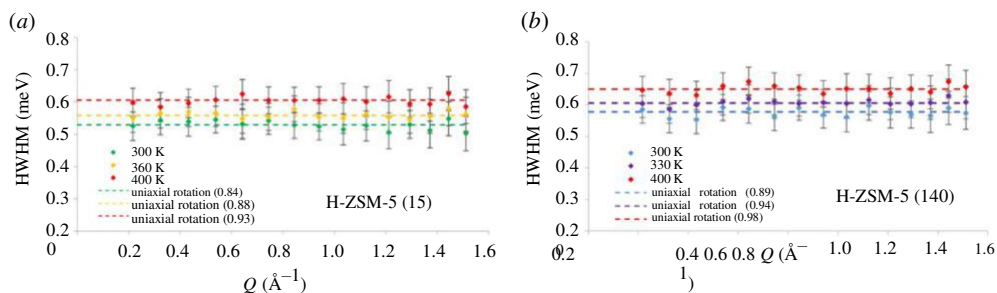 (a)
0.8
0.7
0.6
0.5
0.4
0.3
0.2
HWHM (meV)
300 K
360 K
400 K
uniaxial rotation (0.84)
uniaxial rotation (0.88)
uniaxial rotation (0.93)
H-ZSM-5 (15)
0 0.2 0.4 0.6 0.8 1.0 1.2 1.4 1.6
Q (Å−1)
(b)
0.8
0.7
0.6
0.5
0.4
0.3
0.2
HWHM (meV)
300 K
330 K
400 K
uniaxial rotation (0.89)
uniaxial rotation (0.94)
uniaxial rotation (0.98)
H-ZSM-5 (140)
0.2 0 0.4 0.6 0.8 Q (Å− 1.0 1.2 1.4 1.6
1)